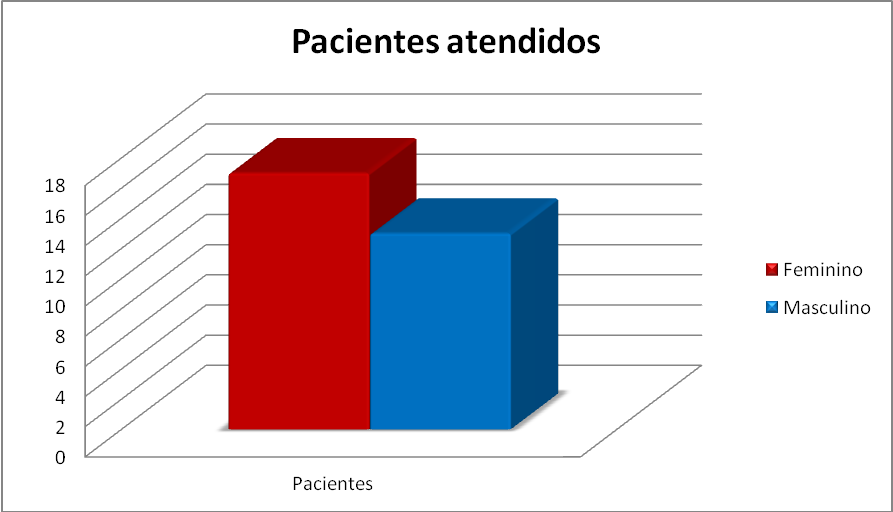 Pacientes atendidos
18
16
14
12
10
8
6
4
2
0
Pacientes
Feminino
Masculino